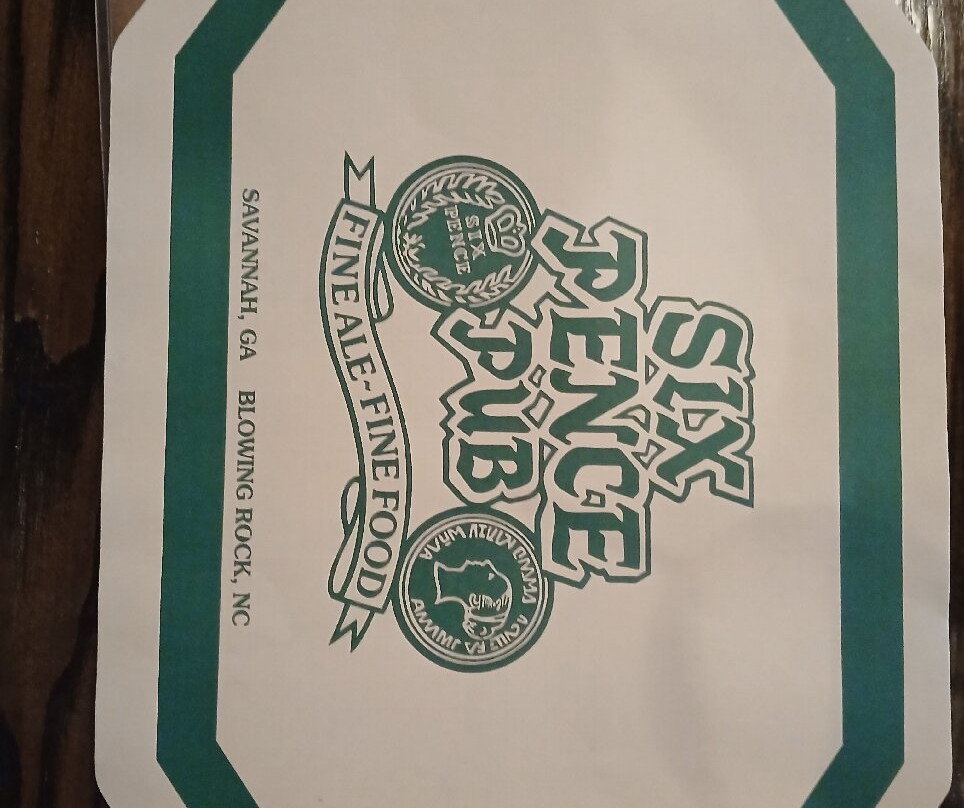 SIX
PENCE
PUB
SIX
PENCE
FINE ALE~FINE FOOD
SAVANNAH, GA BLOWING ROCK, NC